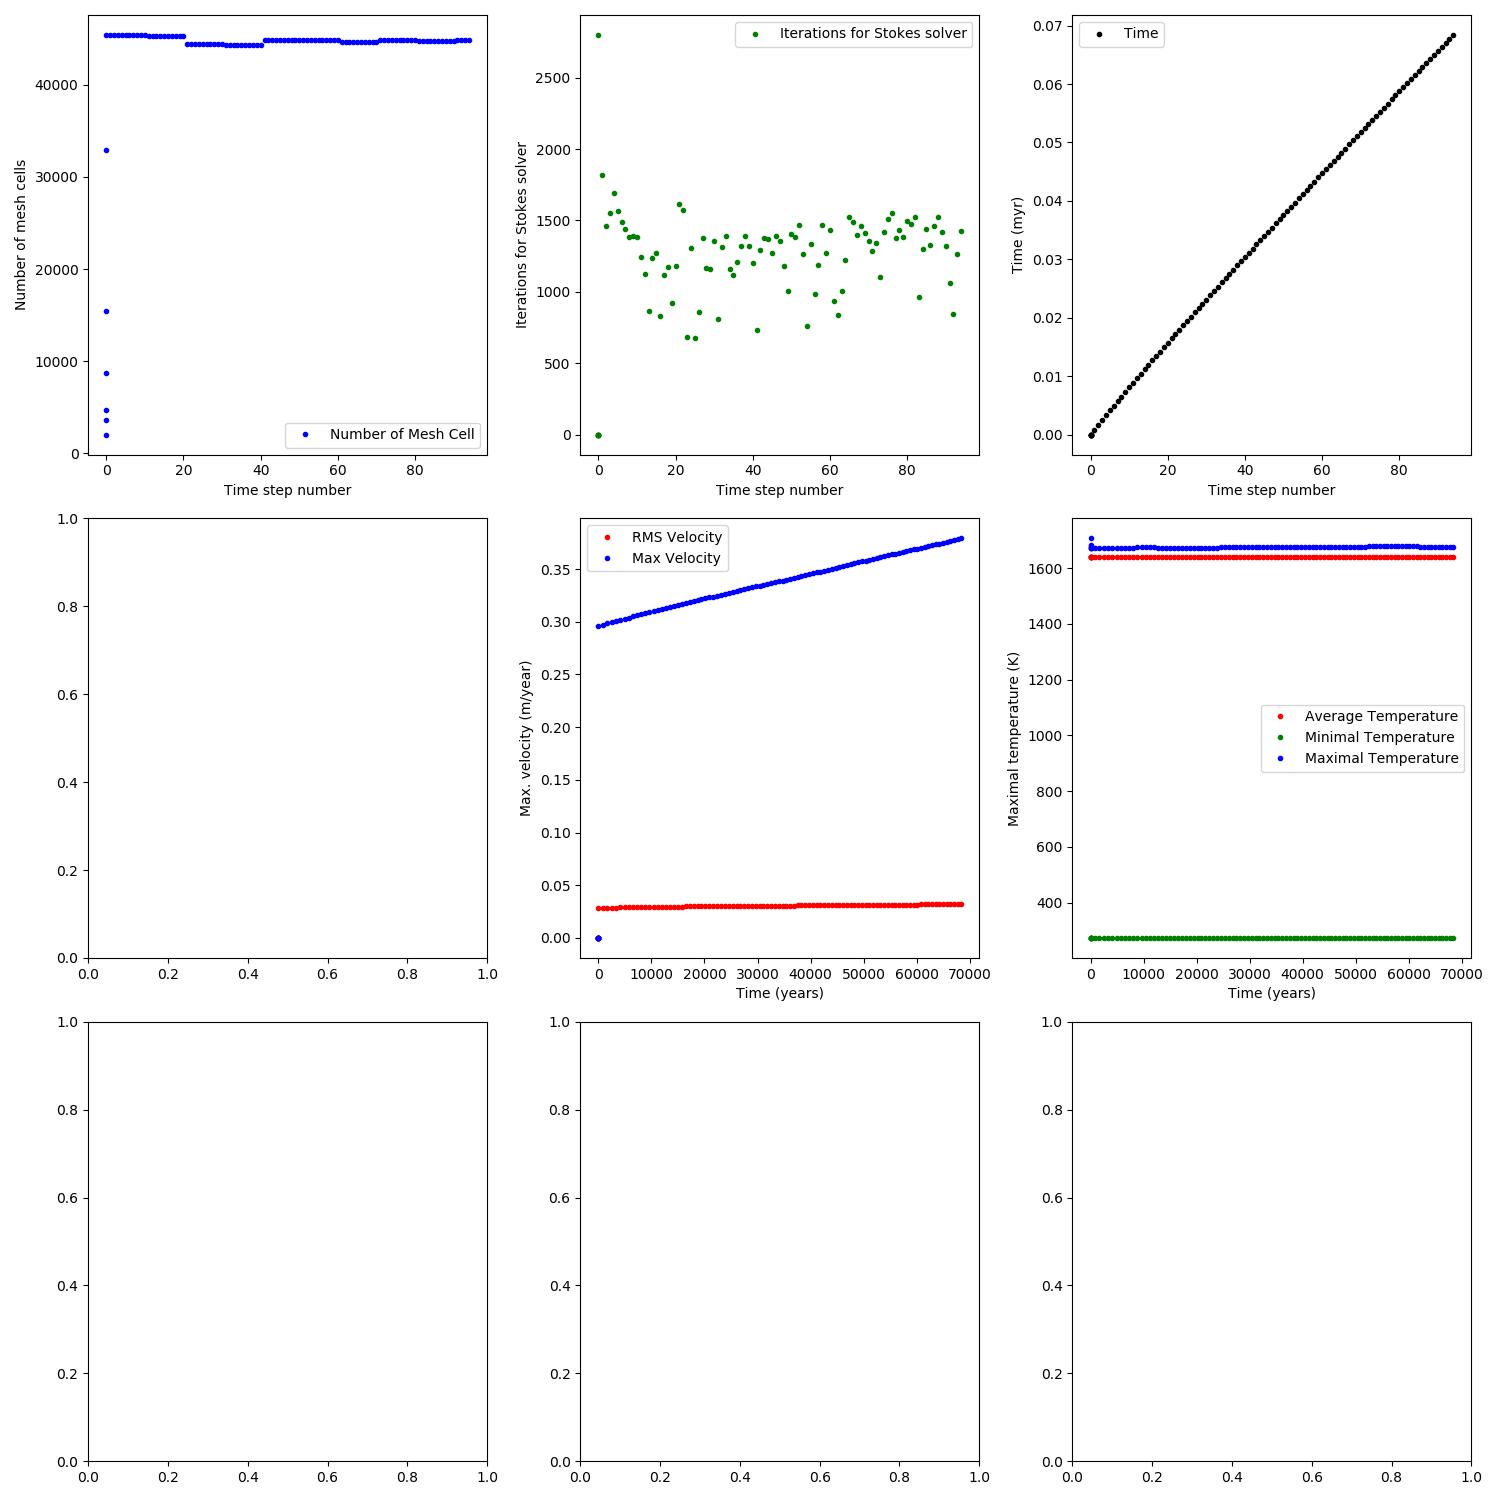 Number of mesh cells
40000
30000
20000
10000
0
Number of Mesh Cell
0 20 40 60 80
Time step number
Iterations for Stokes solver
Iterations for Stokes solver
2500
2000
1500
1000
500
0
0 20 40 60 80
Time step number
Time
Time (myr)
0.07
0.06
0.05
0.04
0.03
0.02
0.01
0.00
0 20 40 60 80
Time step number
1.0
0.8
0.6
0.4
0.2
0.0
0.0 0.2 0.4 0.6 0.8 1.0
RMS Velocity
Max Velocity
Max. velocity (m/year)
0.35
0.30
0.25
0.20
0.15
0.10
0.05
0.00
0 10000 20000 30000 40000 50000 60000 70000
Time (years)
Maximal temperature (K)
1600
1400
1200
1000
800
600
400
Average Temperature
Minimal Temperature
Maximal Temperature
0 10000 20000 30000 40000 50000 60000 70000
Time (years)
1.0
0.8
0.6
0.4
0.2
0.0
0.0 0.2 0.4 0.6 0.8 1.0
1.0
0.8
0.6
0.4
0.2
0.0
0.0 0.2 0.4 0.6 0.8 1.0
1.0
0.8
0.6
0.4
0.2
0.0
0.0 0.2 0.4 0.6 0.8 1.0